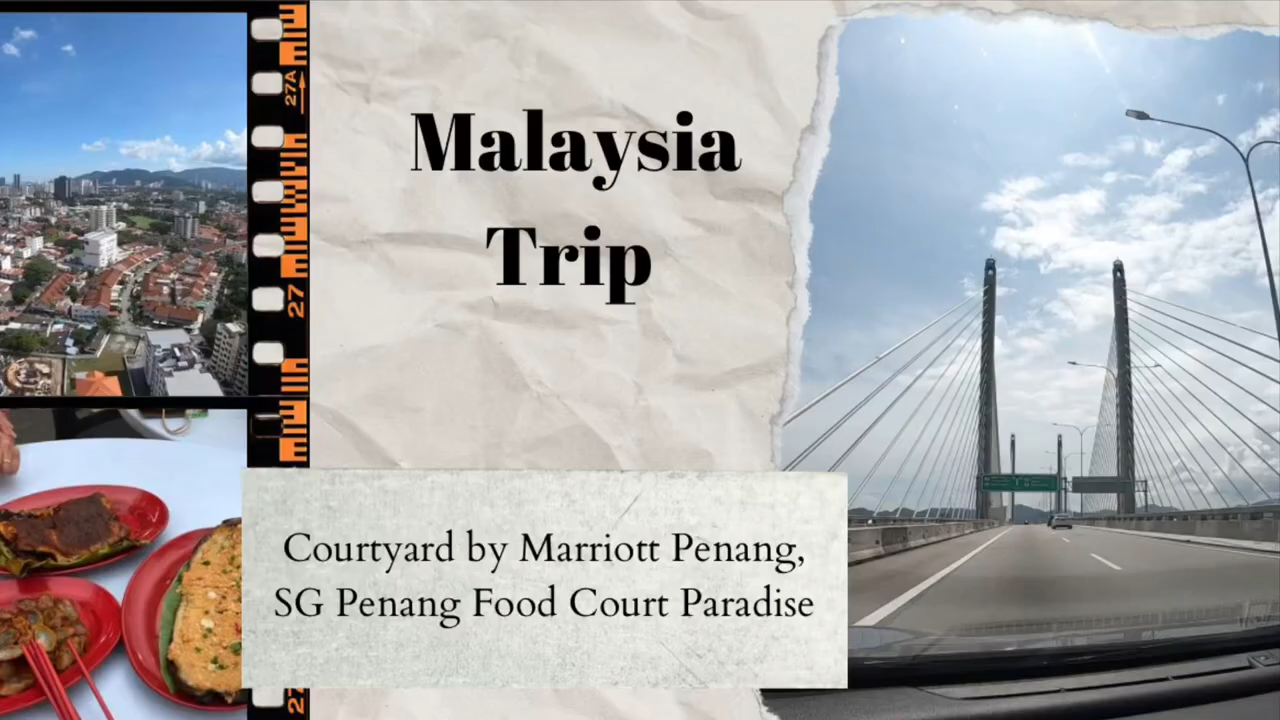 Malaysia
Trip
Courtyard by Marriott Penang,
SG Penang Food Court Paradise
27A
27